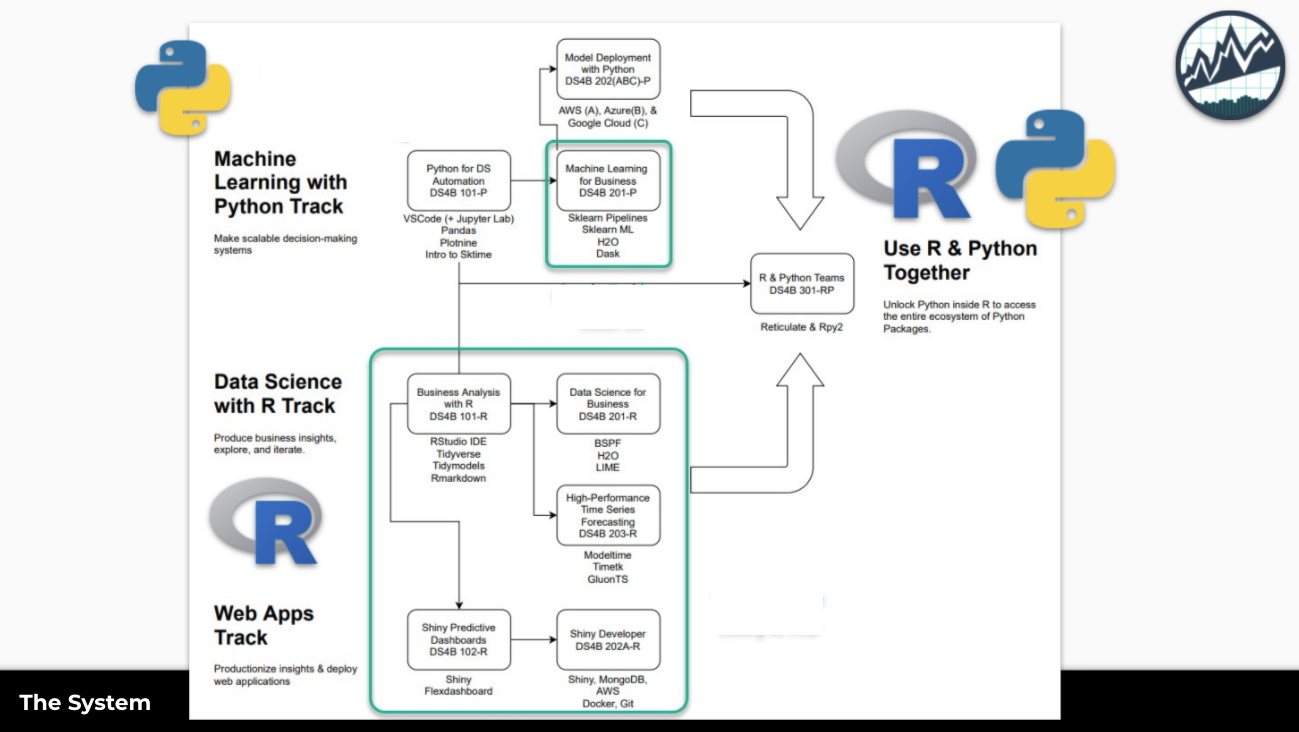 Model Deployment
with Python
DS4B 202(ABC)-P
AWS (A), Azure(B), &
Google Cloud (C)
Machine
Learning with
Python Track
Make scalable decision-making
systems
Python for DS
Automation
DS4B 101-P
VSCode (+ Jupyter Lab)
Pandas
Plotnine
Intro to Sktime
Machine Learning
for Business
DS4B 201-P
Sklearn Pipelines
Sklearn ML
H2O
Dask
R
R & Python Teams
DS4B 301-RP
Reticulate & Rpy2
Use R & Python
Together
Unlock Python inside R to access
the entire ecosystem of Python
Packages.
Data Science
with R Track
Produce business insights,
explore, and iterate.
R
Business Analysis
with R
DS4B 101-R
RStudio IDE
Tidyverse
Tidymodels
Rmarkdown
Data Science for
Business
DS4B 201-R
BSPF
H2O
LIME
High-Performance
Time Series
Forecasting
DS4B 203-R
Modeltime
Timetk
GluonTS
Web Apps
Track
Productionize insights & deploy
web applications
Shiny Predictive
Dashboards
DS4B 102-R
Shiny
Flexdashboard
Shiny Developer
DS4B 202A-R
Shiny, MongoDB,
AWS
Docker, Git
The System